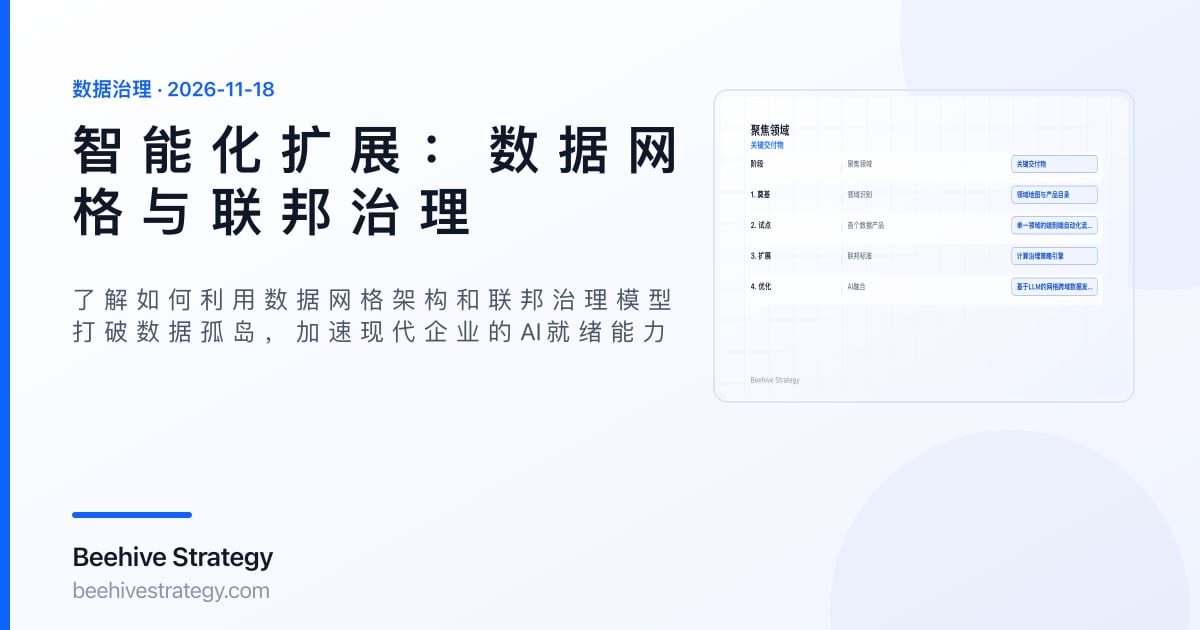 数据治理 · 2026-11-18
智能化扩展：数据网
格与联邦治理
了解如何利用数据网格架构和联邦治理模型
打破数据孤岛，加速现代企业的AI就绪能力
Beehive Strategy
beehivestrategy.com
聚焦领域
关键交付物
阶段 聚焦领域 关键交付物
1. 奠基 领域识别 领域地图与产品目录
2. 试点 首个数据产品 单一领域的端到端自动化流...
3. 扩展 联邦标准 计算治理策略引擎
4. 优化 AI融合 基于LLM的网格跨域数据发...
Beehive Strategy